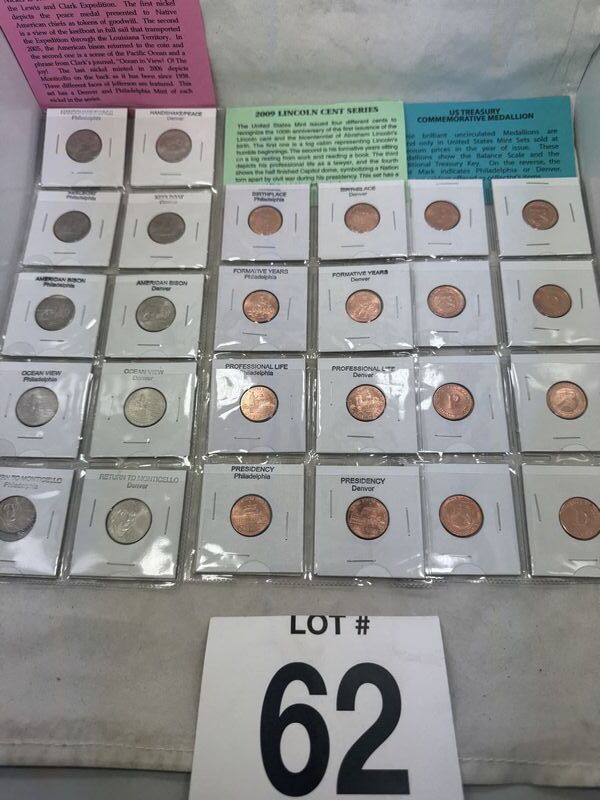 the Lewis and Clark Expedition. The first nickel
depicts the peace medal presented to Native
American chiefs as tokens of goodwill. The second
is a view of the keelboat in full sail that transported
the Expedition through the Louisiana Territory. In
2005, the American bison returned to the coin and
the second one is a scene of the Pacific Ocean and a
phrase from Clark's journal, "Ocean in View! Of The
joy! The last nickel minted in 2006 depicts
Monticello on the back as it has been since 1938.
These different faces of Jefferson are featured. This
set has a Denver and Philadelphia Mint of each
nickel in the series.
2009 LINCOLN CENT SERIES
The United States Mint issued four different cents to
recognize the 100th anniversary of the first issuance of the
Lincoln cent and the bicentennial of Abraham Lincoln's
birth. The first one is a log cabin representing Lincoln's
humble beginnings. The second is his formative years sitting
on a log resting from work and reading a book. The third
depicts his professional life as a lawyer, and the fourth
shows the half finished Capitol dome, symbolizing a Nation
torn apart by civil war during his presidency. This set has a
US TREASURY
COMMEMORATIVE MEDALLION
brilliant uncirculated Medallions are
only in United States Mint Sets sold at
prices in the year of issue. These
show the Balance Scale and the
Treasury Key. On the reverse, the
Mark indicates Philadelphia or Denver.
HANDSHAKE/PEACE
Philadelphia
HANDSHAKE/PEACE
Denver
KEELBOAT
Philadelphia
KEELBOAT
Denver
BIRTHPLACE
Philadelphia
BIRTHPLACE
Denver
AMERICAN BISON
Philadelphia
AMERICAN BISON
Denver
FORMATIVE YEARS
Philadelphia
FORMATIVE YEARS
Denver
OCEAN VIEW
Philadelphia
OCEAN VIEW
Denver
PROFESSIONAL LIFE
Philadelphia
PROFESSIONAL LIFE
Denver
P
TO MONTICELLO
Philadelphia
RETURN TO MONTICELLO
Denver
PRESIDENCY
Philadelphia
PRESIDENCY
Denver
D
LOT #
62